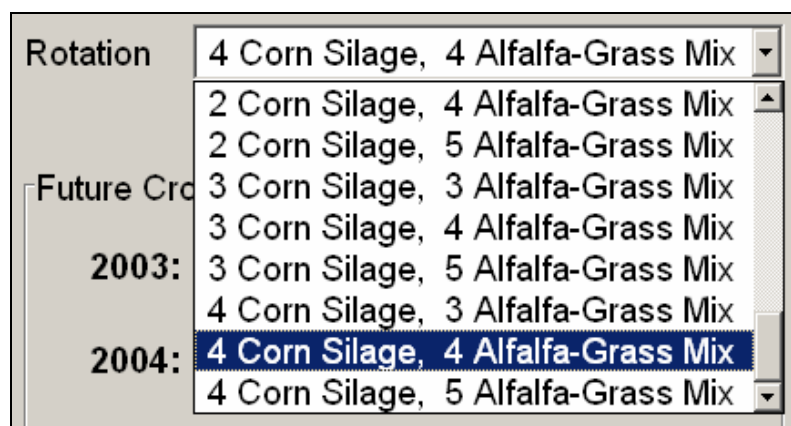 Rotation 4 Corn Silage, 4 Alfalfa-Grass Mix
2 Corn Silage, 4 Alfalfa-Grass Mix
2 Corn Silage, 5 Alfalfa-Grass Mix
Future Cro 3 Corn Silage, 3 Alfalfa-Grass Mix
3 Corn Silage, 4 Alfalfa-Grass Mix
2003: 3 Corn Silage, 5 Alfalfa-Grass Mix
4 Corn Silage, 3 Alfalfa-Grass Mix
2004: 4 Corn Silage, 4 Alfalfa-Grass Mix
4 Corn Silage, 5 Alfalfa-Grass Mix